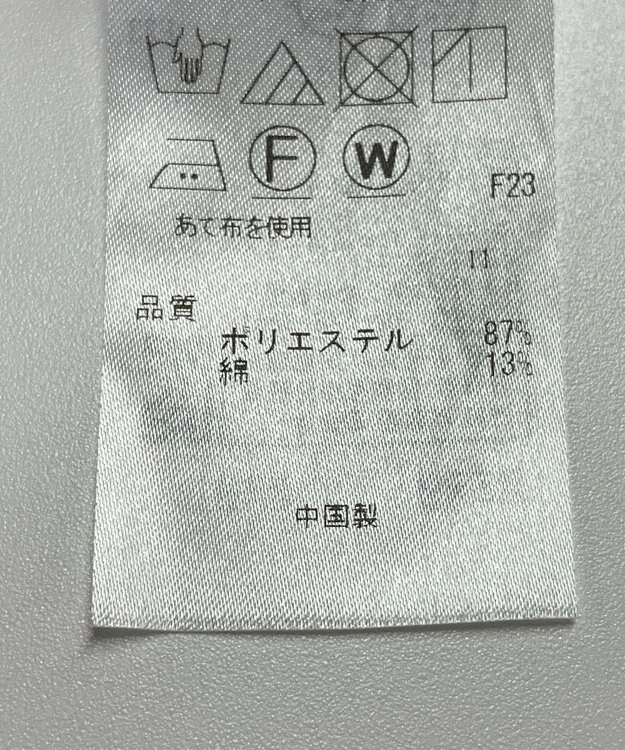 F W
F23
あて布を使用
11
品質
ポリエステル 87%
綿 13%
中国製